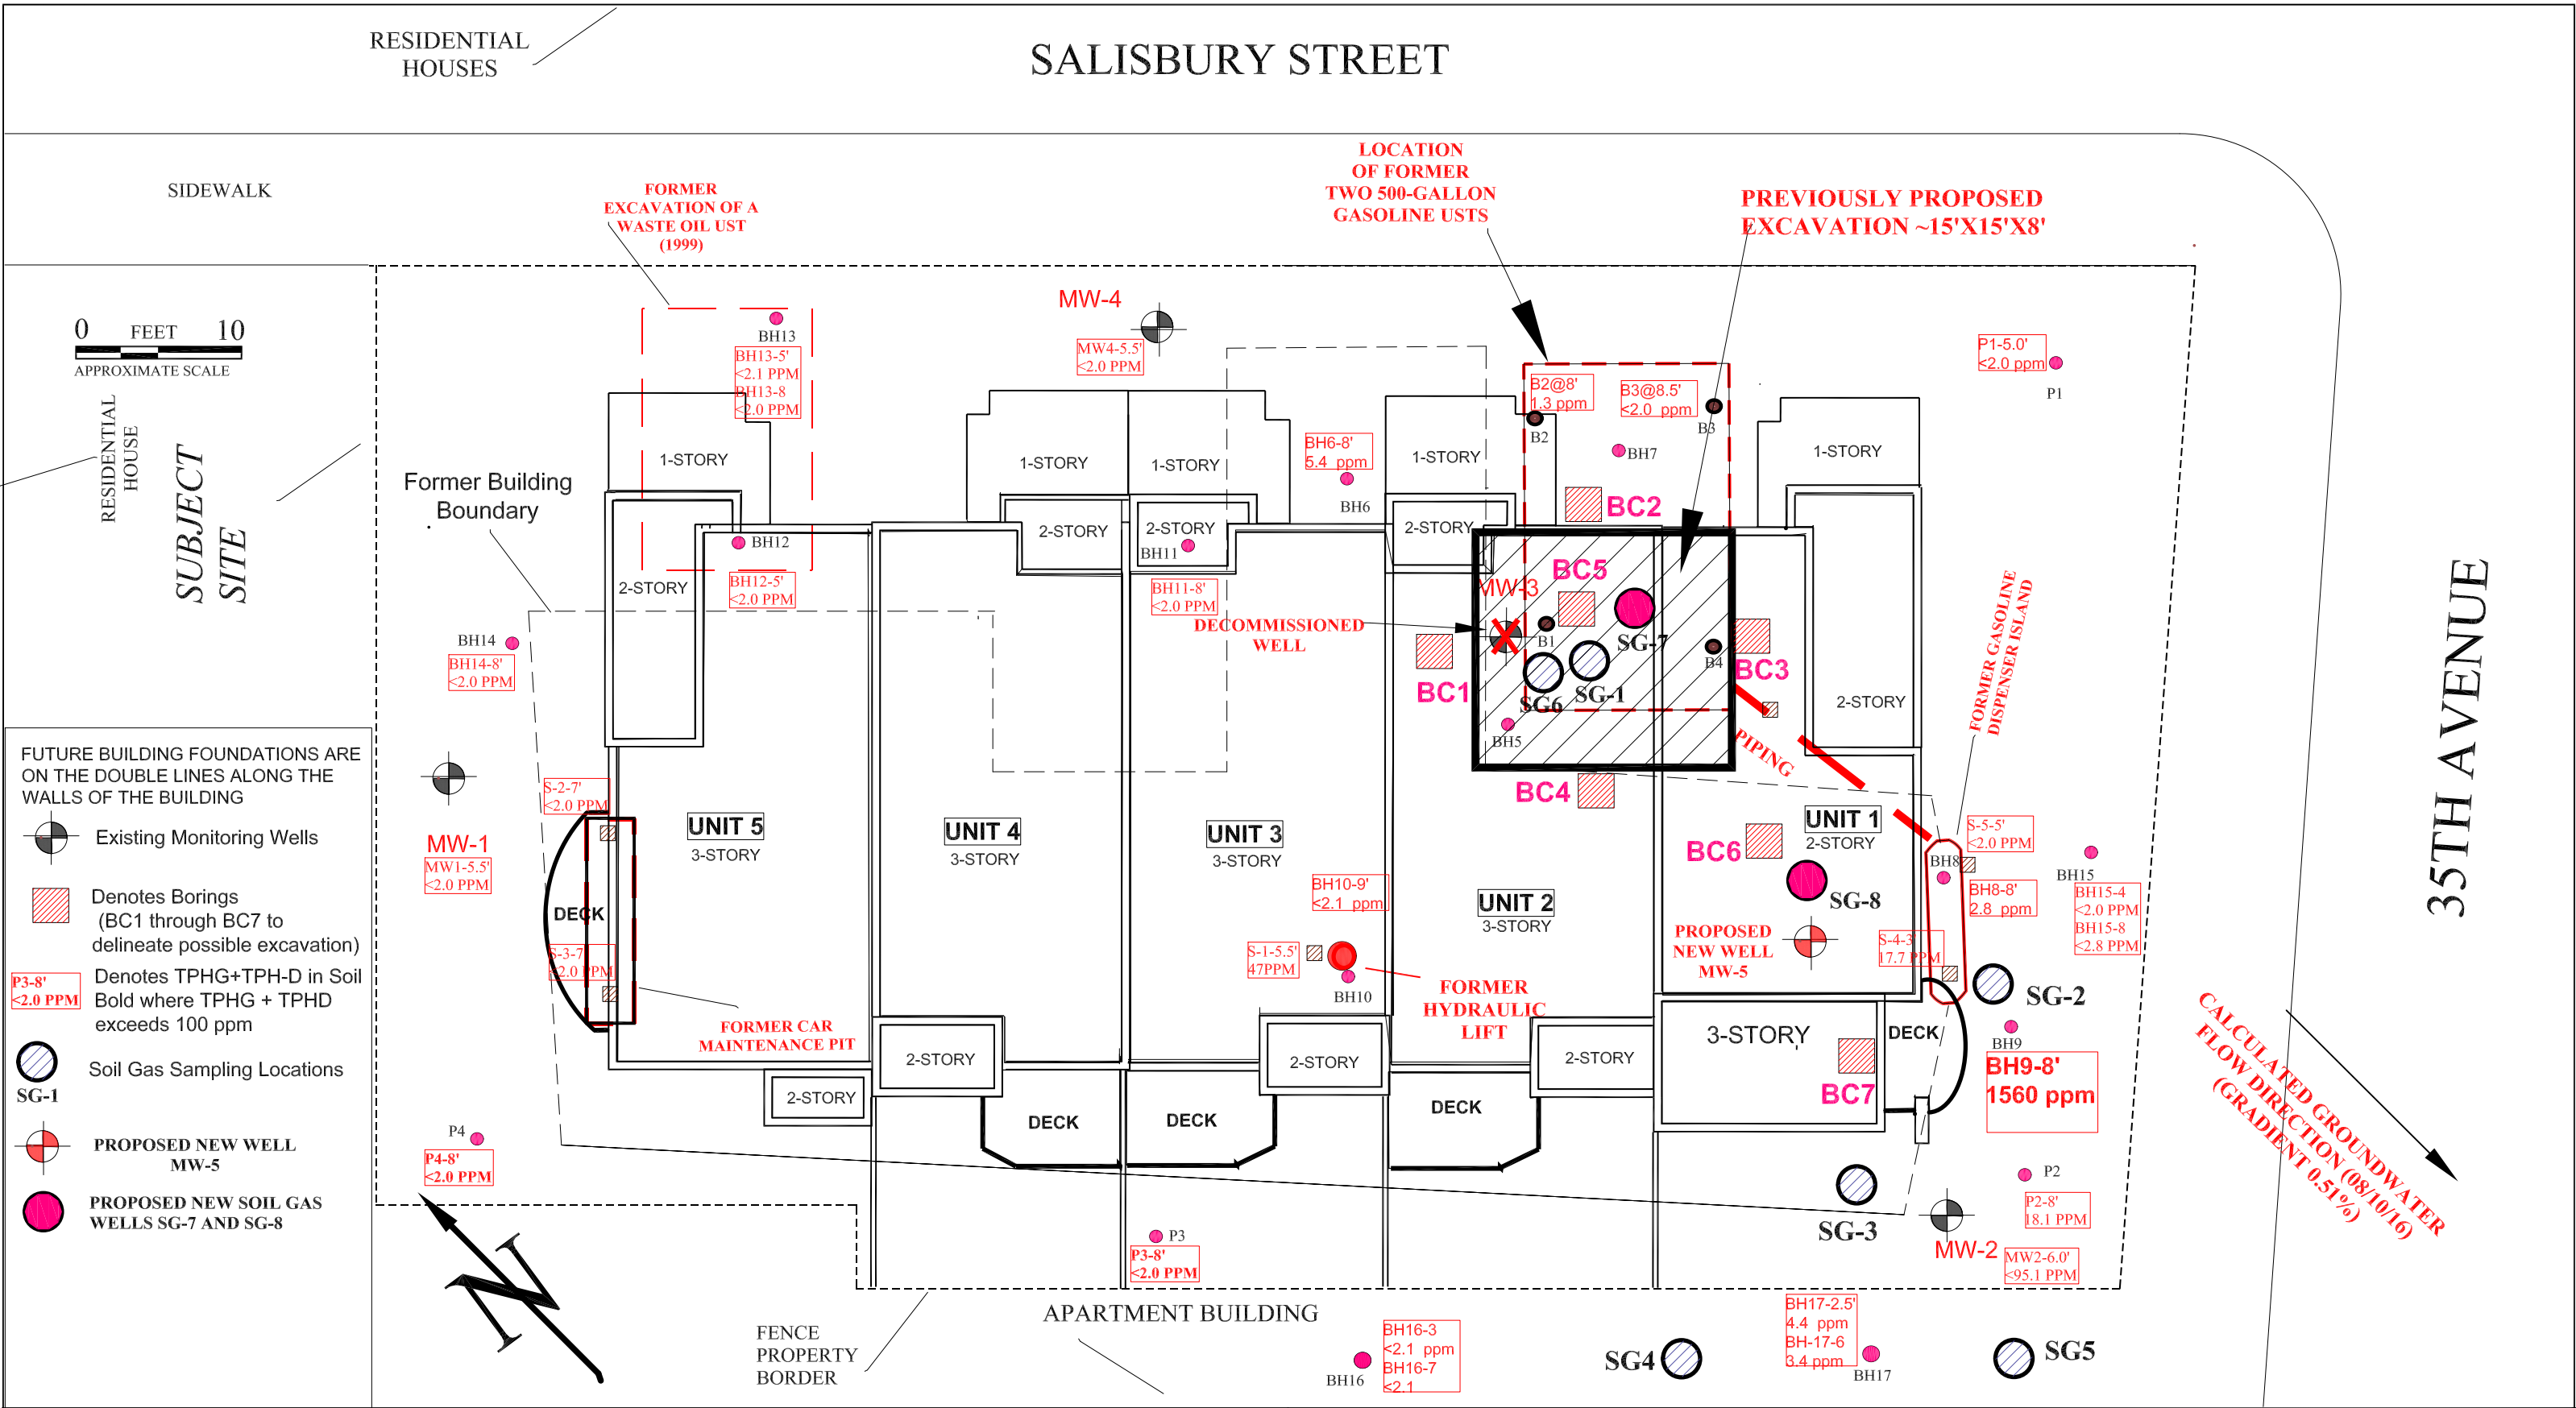 RESIDENTIAL
HOUSES
SALISBURY STREET
SIDEWALK
FORMER
EXCAVATION OF A
WASTE OIL UST
(1999)
LOCATION
OF FORMER
TWO 500-GALLON
GASOLINE USTS
PREVIOUSLY PROPOSED
EXCAVATION ~15'X15'X8'
0 FEET 10
APPROXIMATE SCALE
RESIDENTIAL
HOUSE
SUBJECT
SITE
BH13
BH13-5'
<2.1 PPM
BH13-8
<2.0 PPM
MW-4
MW4-5.5'
<2.0 PPM
B2@8'
1.3 ppm
B2
B3@8.5'
<2.0 ppm
B3
BH7
P1-5.0'
<2.0 ppm
P1
1-STORY
1-STORY
1-STORY
BH6-8'
5.4 ppm
BH6
1-STORY
1-STORY
Former Building
Boundary
BC2
2-STORY
2-STORY
BH11
2-STORY
BH12
BH12-5'
<2.0 PPM
2-STORY
BH11-8'
<2.0 PPM
DECOMMISSIONED
WELL
MW-3
BC5
B1
SG-7
B4
BC3
SG6
SG-1
BC1
BH5
BC4
PIPING
2-STORY
FORMER GASOLINE
DISPENSER ISLAND
35TH AVENUE
BH14
BH14-8'
<2.0 PPM
FUTURE BUILDING FOUNDATIONS ARE
ON THE DOUBLE LINES ALONG THE
WALLS OF THE BUILDING
Existing Monitoring Wells
Denotes Borings
(BC1 through BC7 to
delineate possible excavation)
P3-8'
<2.0 PPM
Denotes TPHG+TPH-D in Soil
Bold where TPHG + TPHD
exceeds 100 ppm
Soil Gas Sampling Locations
SG-1
PROPOSED NEW WELL
MW-5
PROPOSED NEW SOIL GAS
WELLS SG-7 AND SG-8
MW-1
MW1-5.5'
<2.0 PPM
S-2-7'
<2.0 PPM
DECK
S-3-7'
<2.0 PPM
UNIT 5
3-STORY
UNIT 4
3-STORY
UNIT 3
3-STORY
UNIT 2
3-STORY
UNIT 1
2-STORY
BC6
SG-8
PROPOSED
NEW WELL
MW-5
BH10-9'
<2.1 ppm
S-1-5.5'
47PPM
BH10
FORMER
HYDRAULIC
LIFT
S-5-5'
<2.0 PPM
BH8
BH8-8'
2.8 ppm
S-4-3'
17.7 PPM
BH15
BH15-4
<2.0 PPM
BH15-8
<2.8 PPM
SG-2
BH9
BH9-8'
1560 ppm
FORMER CAR
MAINTENANCE PIT
2-STORY
2-STORY
2-STORY
2-STORY
3-STORY
DECK
BC7
DECK
DECK
DECK
CALCULATED GROUNDWATER
FLOW DIRECTION (08/10/16)
(GRADIENT 0.51%)
P4
P4-8'
<2.0 PPM
N
P3
P3-8'
<2.0 PPM
P2
P2-8'
18.1 PPM
SG-3
MW-2
MW2-6.0'
<95.1 PPM
FENCE
PROPERTY
BORDER
APARTMENT BUILDING
BH16
BH16-3
<2.1 ppm
BH16-7
<2.1
SG4
BH17-2.5'
4.4 ppm
BH-17-6
3.4 ppm
BH17
SG5